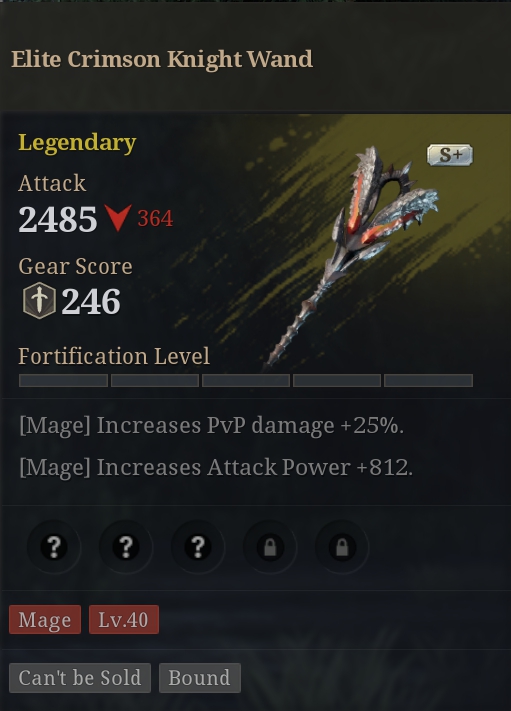 Elite Crimson Knight Wand
Legendary
S+
Attack
2485 364
Gear Score
246
Fortification Level
[Mage] Increases PvP damage +25%.
[Mage] Increases Attack Power +812.
? ? ?
Mage Lv.40
Can't be Sold Bound